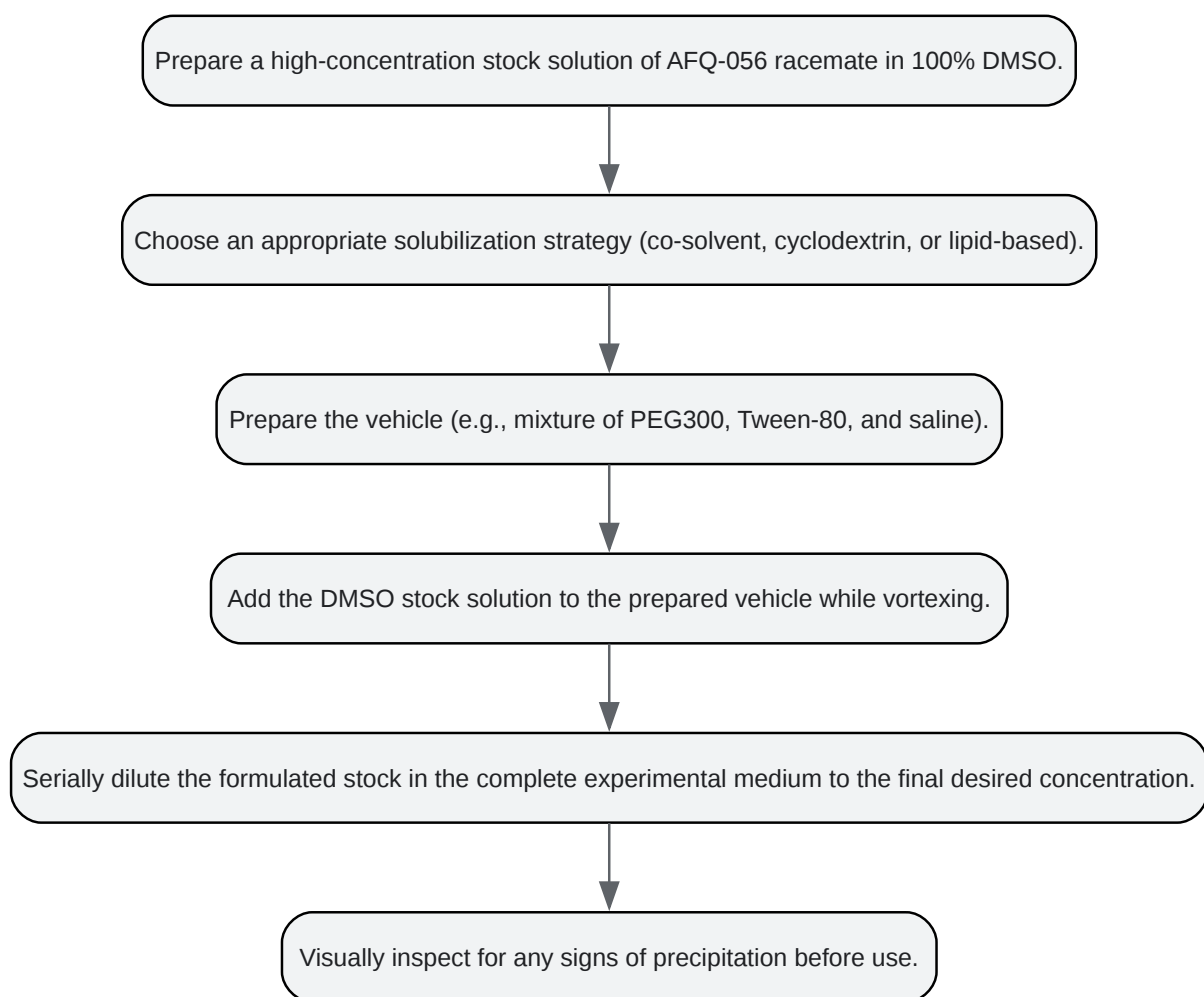 Prepare a high-concentration stock solution of AFQ-056 racemate in 100% DMSO.
Choose an appropriate solubilization strategy (co-solvent, cyclodextrin, or lipid-based).
Prepare the vehicle (e.g., mixture of PEG300, Tween-80, and saline).
Add the DMSO stock solution to the prepared vehicle while vortexing.
Serially dilute the formulated stock in the complete experimental medium to the final desired concentration.
Visually inspect for any signs of precipitation before use.